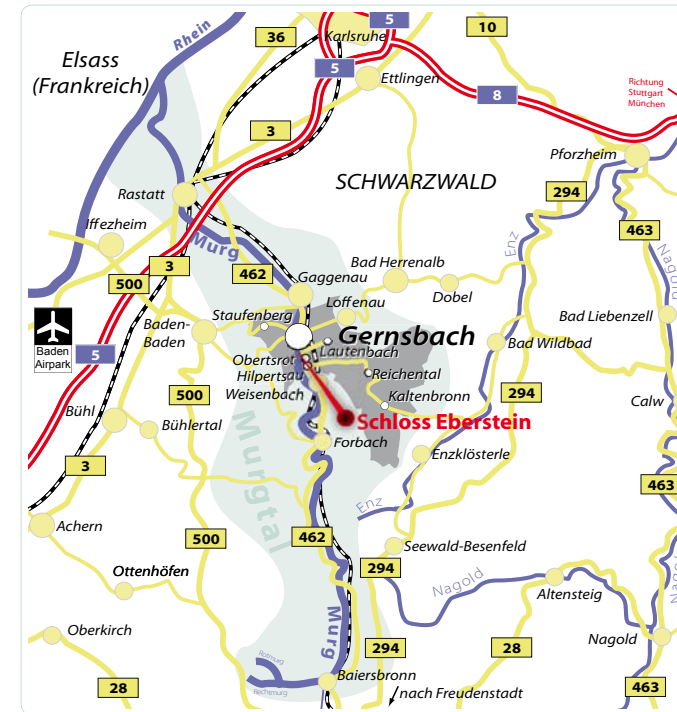 5
36
Karlsruhe
10
Elsass
(Frankreich)
Rhein
5
Ettlingen
Richtung
Stuttgart
München
8
3
Pforzheim
SCHWARZWALD
294
Rastatt
463
Iffezheim
Murg
Enz
Nagold
3
462
Bad Herrenalb
500
Gaggenau
Dobel
Loffenau
Staufenberg
Bad Liebenzell
Baden-
Baden
Gernsbach
Bad Wildbad
Baden
Airpark
5
Lautenbach
Obertsrot
Hilpertsau
Reichental
Weisenbach
500
294
Kaltenbronn
Calw
Bühl
Schloss Eberstein
Bühlertal
Murgtal
Forbach
Enzklösterle
3
463
Enz
Achern
500
462
Seewald-Besenfeld
294
Ottenhöfen
Nagold
Altensteig
Nagold
Oberkirch
Murg
Nagold
294
28
Rotmurg
Baiersbronn
Rechtmurg
28
nach Freudenstadt
463